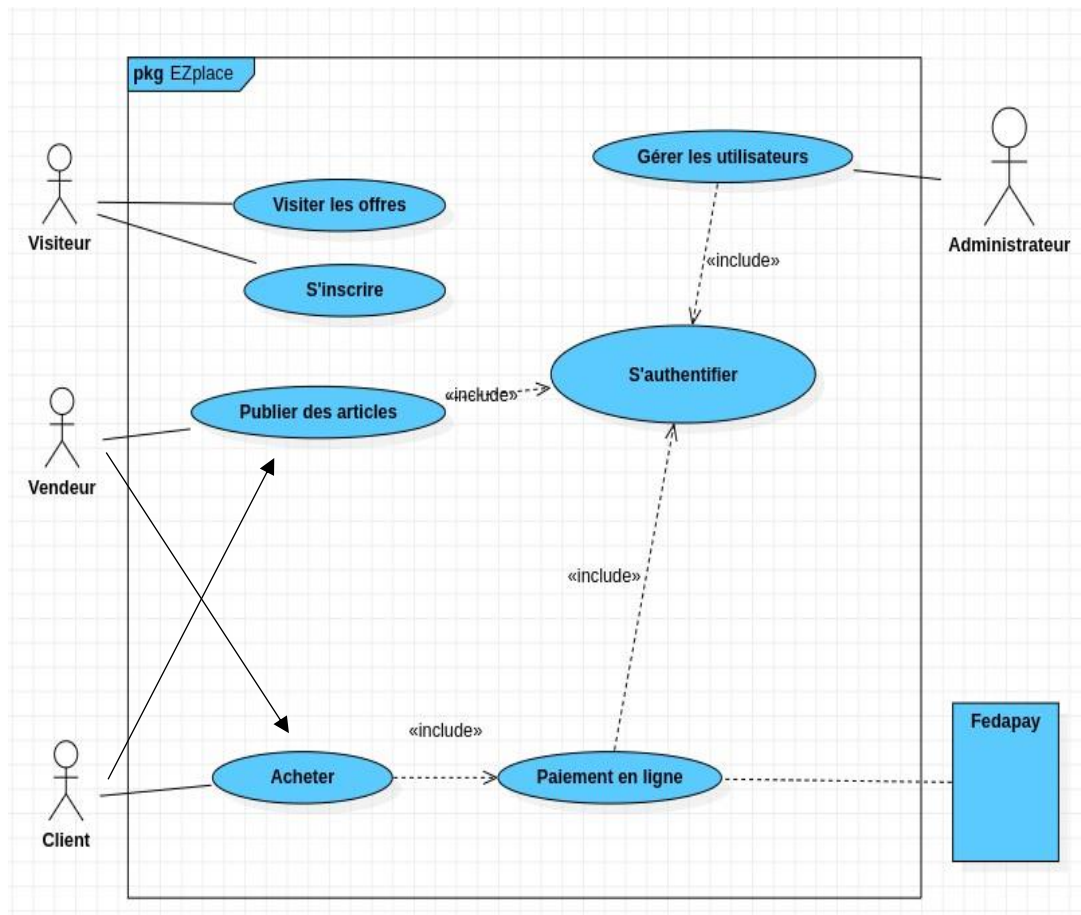 pkg EZplace
Gérer les utilisateurs
Visiter les offres
Visiteur
Administrateur
«include»
S'inscrire
S'authentifier
«include»
Publier des articles
Vendeur
«include»
Fedapay
«include»
Acheter
Paiement en ligne
Client